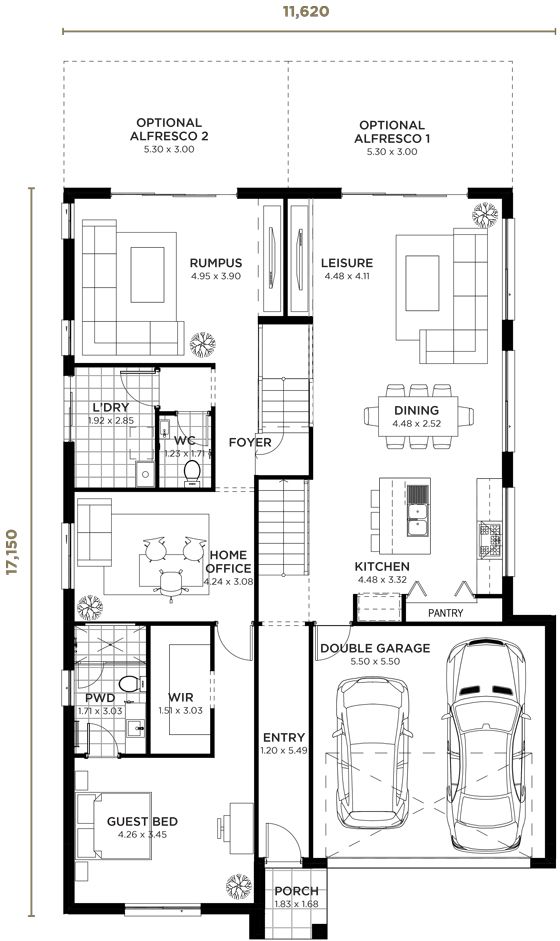 11,620
OPTIONAL
ALFRESCO 2
5.30 x 3.00
OPTIONAL
ALFRESCO 1
5.30 x 3.00
RUMPUS
4.95 x 3.90
LEISURE
4.48 x 4.11
L'DRY
1.92 x 2.85
WC
1.23 x 1.71
FOYER
DINING
4.48 x 2.52
17,150
HOME
OFFICE
4.24 x 3.08
KITCHEN
4.48 x 3.32
PANTRY
DOUBLE GARAGE
5.50 x 5.50
PWD
1.71 x 3.03
WIR
1.51 x 3.03
ENTRY
1.20 x 5.49
GUEST BED
4.26 x 3.45
PORCH
1.83 x 1.68